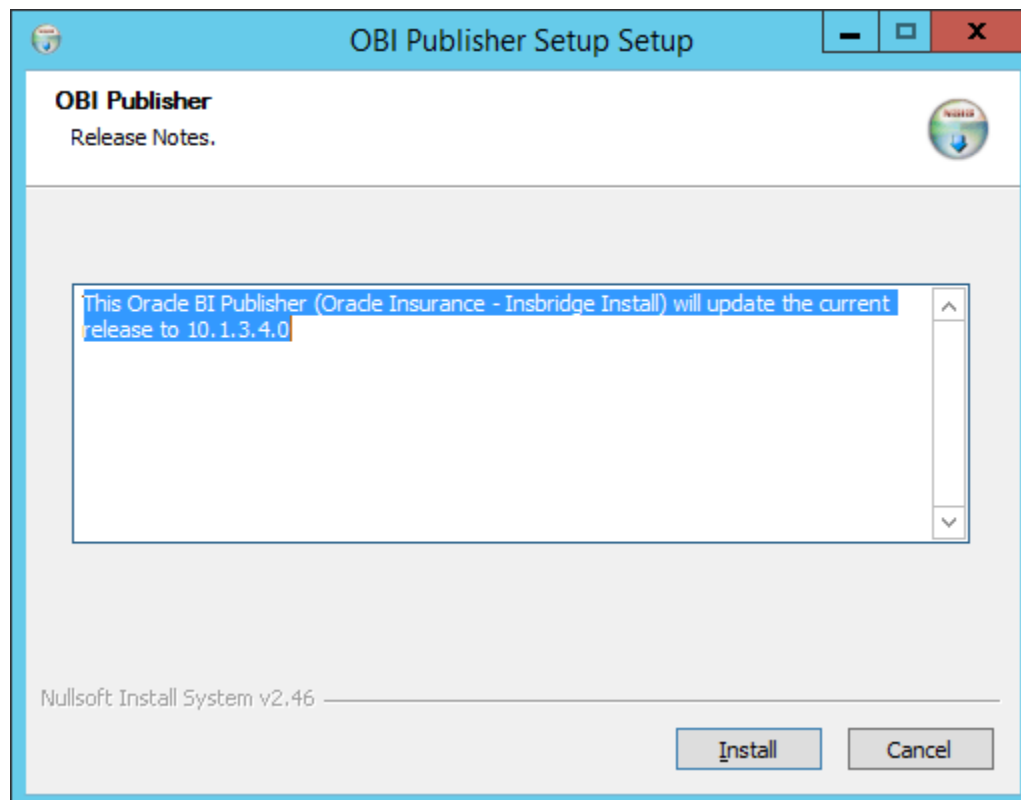 OBI Publisher Setup Setup
OBI Publisher
Release Notes.
This Oracle BI Publisher (Oracle Insurance - Insbridge Install) will update the current
release to 10.1.3.4.0
Nullsoft Install System v2.46
Install
Cancel